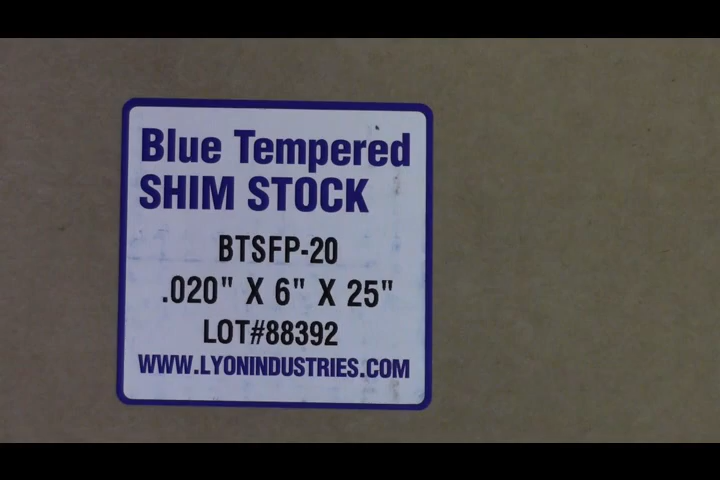 Blue Tempered
SHIM STOCK
BTSFP-20
.020" X 6" X 25"
LOT#88392
WWW.LYONINDUSTRIES.COM